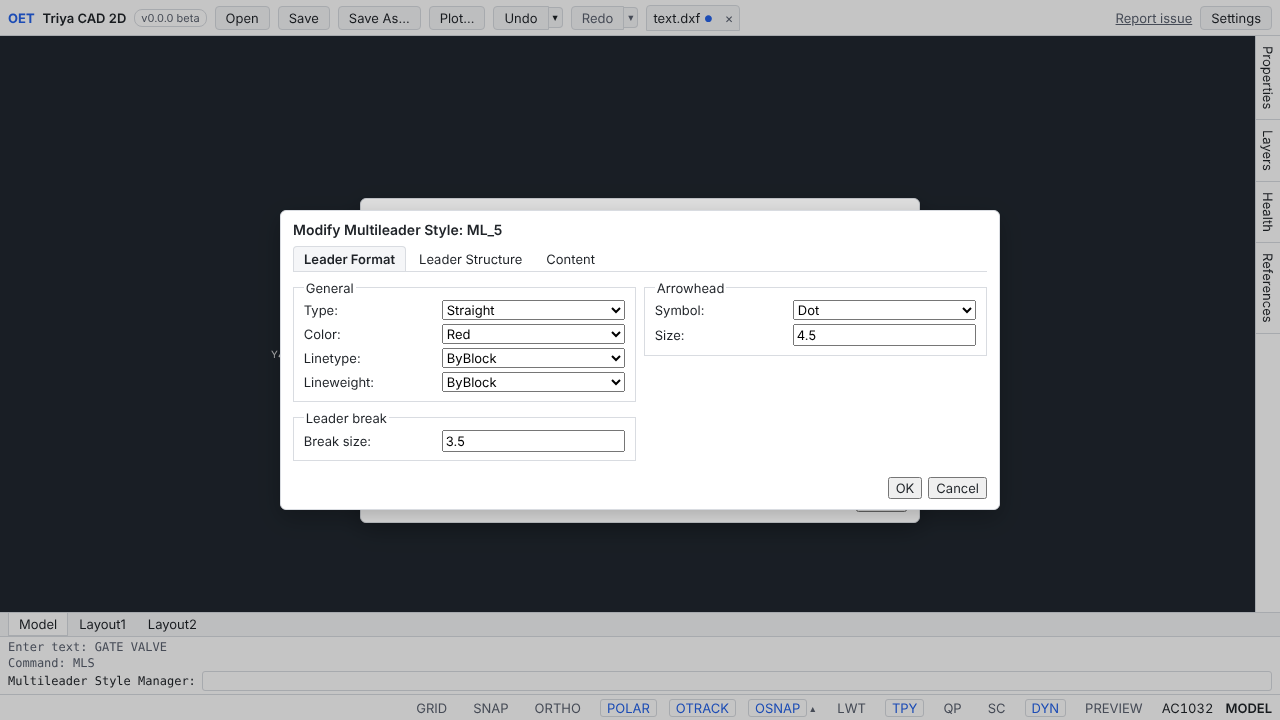 OET Triya CAD 2D v0.0.0 beta Open Save Save As... Plot... Undo ▾ Redo ▾ text.dxf ● × Report issue Settings
Properties
Layers
Health
References
Modify Multileader Style: ML_5
Leader Format Leader Structure Content
General
Type: Straight
Color: Red
Linetype: ByBlock
Lineweight: ByBlock
Leader break
Break size: 3.5
Arrowhead
Symbol: Dot
Size: 4.5
OK Cancel
Model Layout1 Layout2
Enter text: GATE VALVE
Command: MLS
Multileader Style Manager:
GRID SNAP ORTHO POLAR OTRACK OSNAP ▴ LWT TPY QP SC DYN PREVIEW AC1032 MODEL